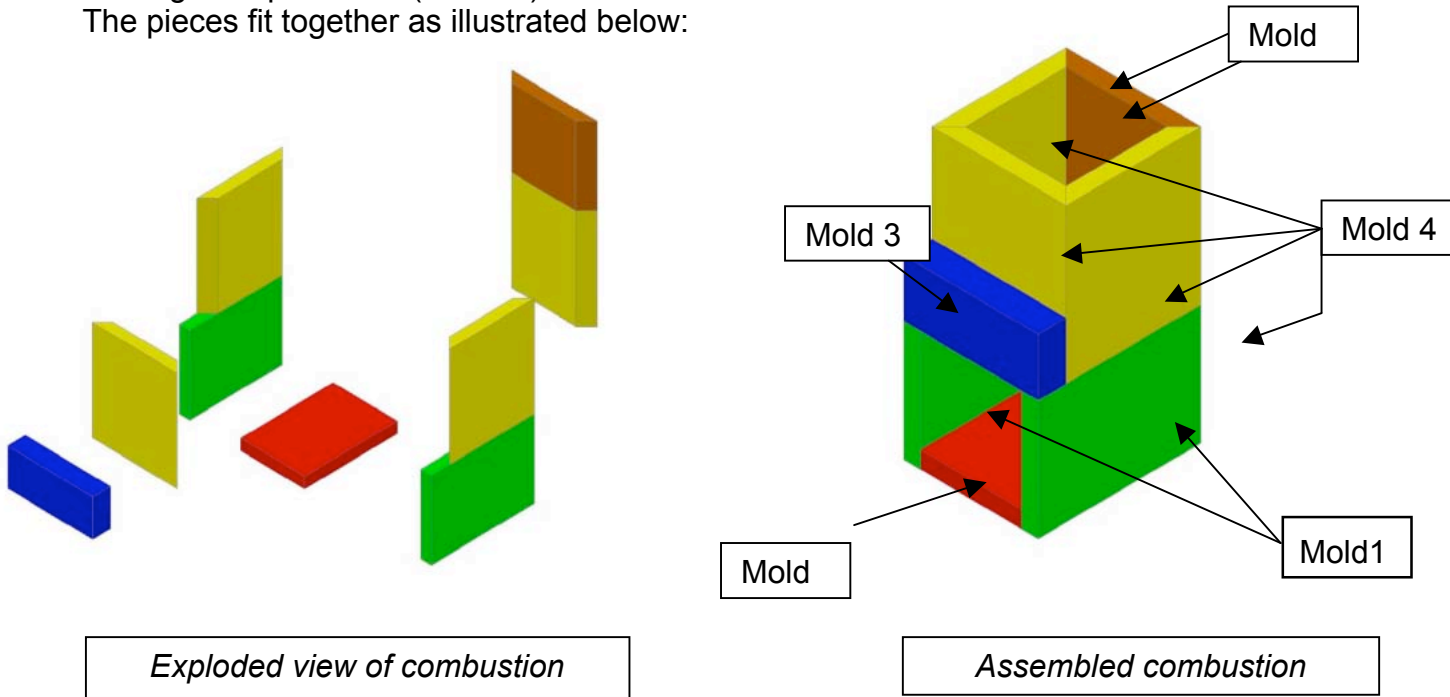 The pieces fit together as illustrated below:
Mold
Mold 3
Mold 4
Mold1
Mold
Exploded view of combustion
Assembled combustion